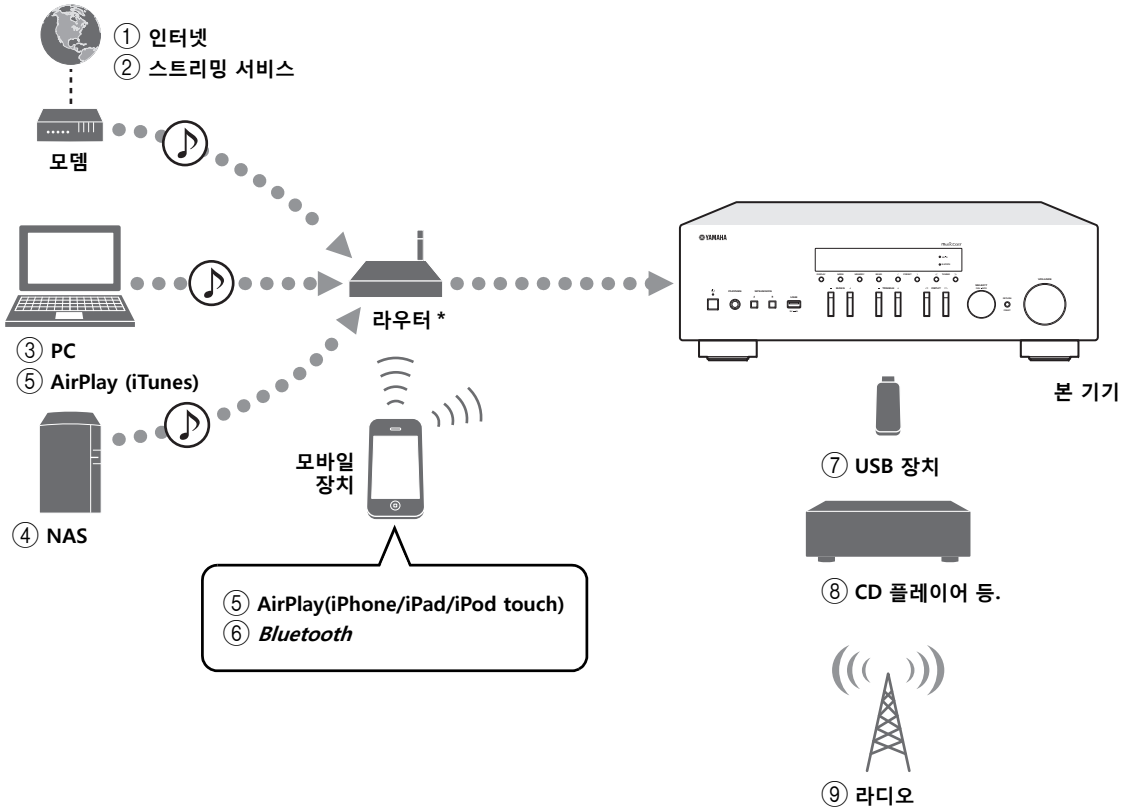 ① 인터넷
② 스트리밍 서비스
모뎀
YAMAHA
MusicCast
라우터 *
③ PC
⑤ AirPlay (iTunes)
본 기기
모바일
장치
⑦ USB 장치
④ NAS
⑤ AirPlay(iPhone/iPad/iPod touch)
⑥ Bluetooth
⑧ CD 플레이어 등.
⑨ 라디오